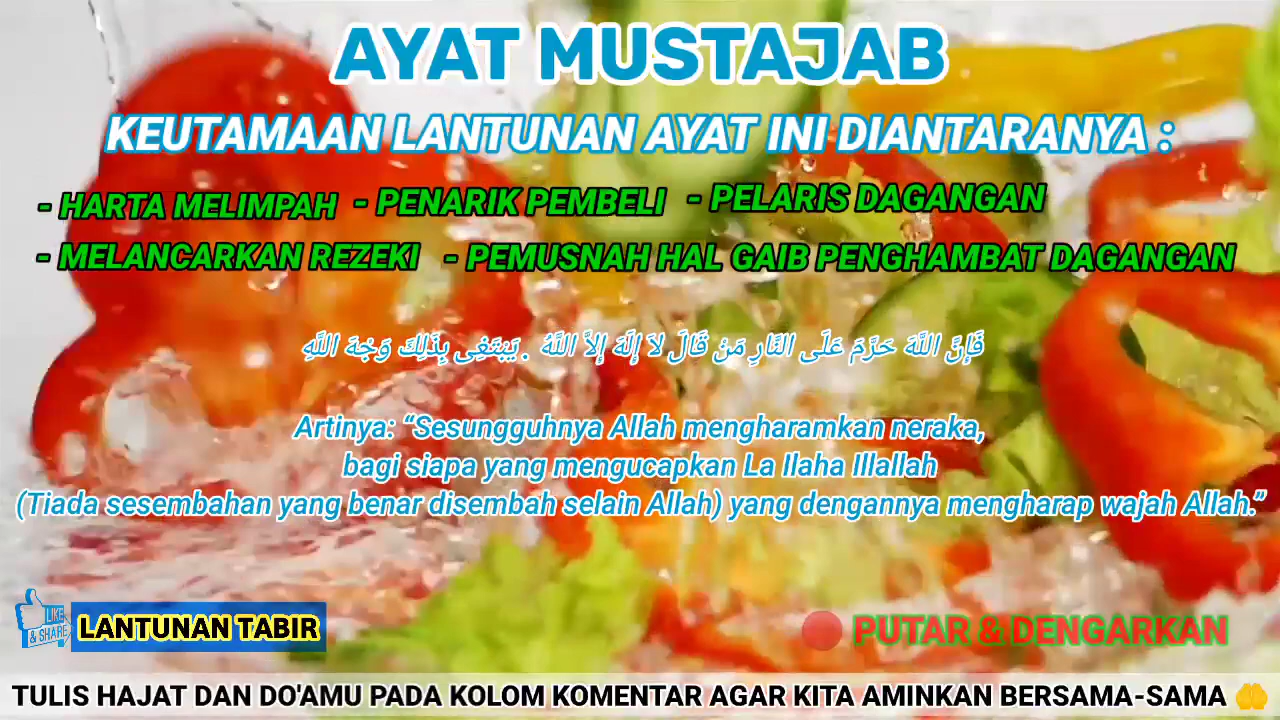 AYAT MUSTAJAB
KEUTAMAAN LANTUNAN AYAT INI DIANTARANYA :
- HARTA MELIMPAH - PENARIK PEMBELI - PELARIS DAGANGAN
- MELANCARKAN REZEKI - PEMUSNAH HAL GAIB PENGHAMBAT DAGANGAN
فَإِنَّ اللَّهَ حَرَّمَ عَلَى النَّارِ مَنْ قَالَ لاَ إِلَهَ إِلاَّ اللَّهُ . يَبْتَغِى بِذَلِكَ وَجْهَ اللَّهِ
Artinya: “Sesungguhnya Allah mengharamkan neraka,
bagi siapa yang mengucapkan La Ilaha Illallah
(Tiada sesembahan yang benar disembah selain Allah) yang dengannya mengharap wajah Allah.”
LIKE
& SHARE
LANTUNAN TABIR
PUTAR & DENGARKAN
TULIS HAJAT DAN DO'AMU PADA KOLOM KOMENTAR AGAR KITA AMINKAN BERSAMA-SAMA 🤲